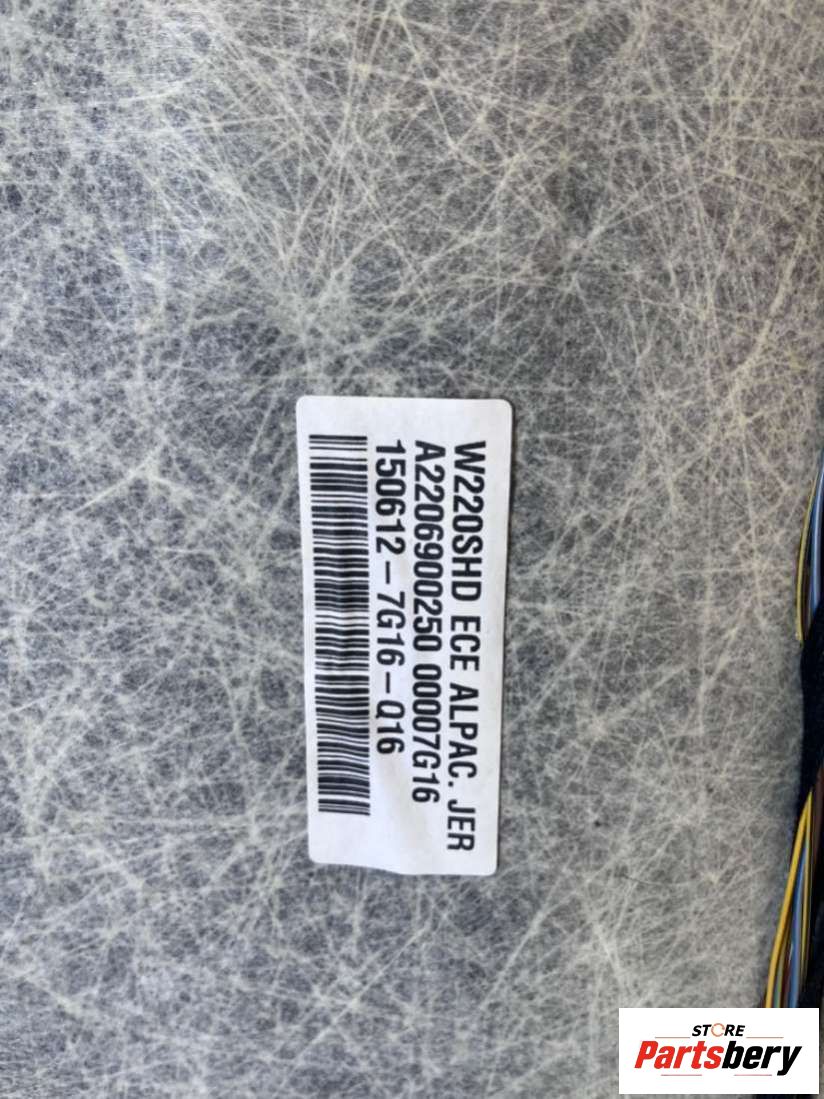 W220SHD ECE ALPAC. JER
A2206900250 00007G16
150612-7G16-Q16
STORE
Partsbery